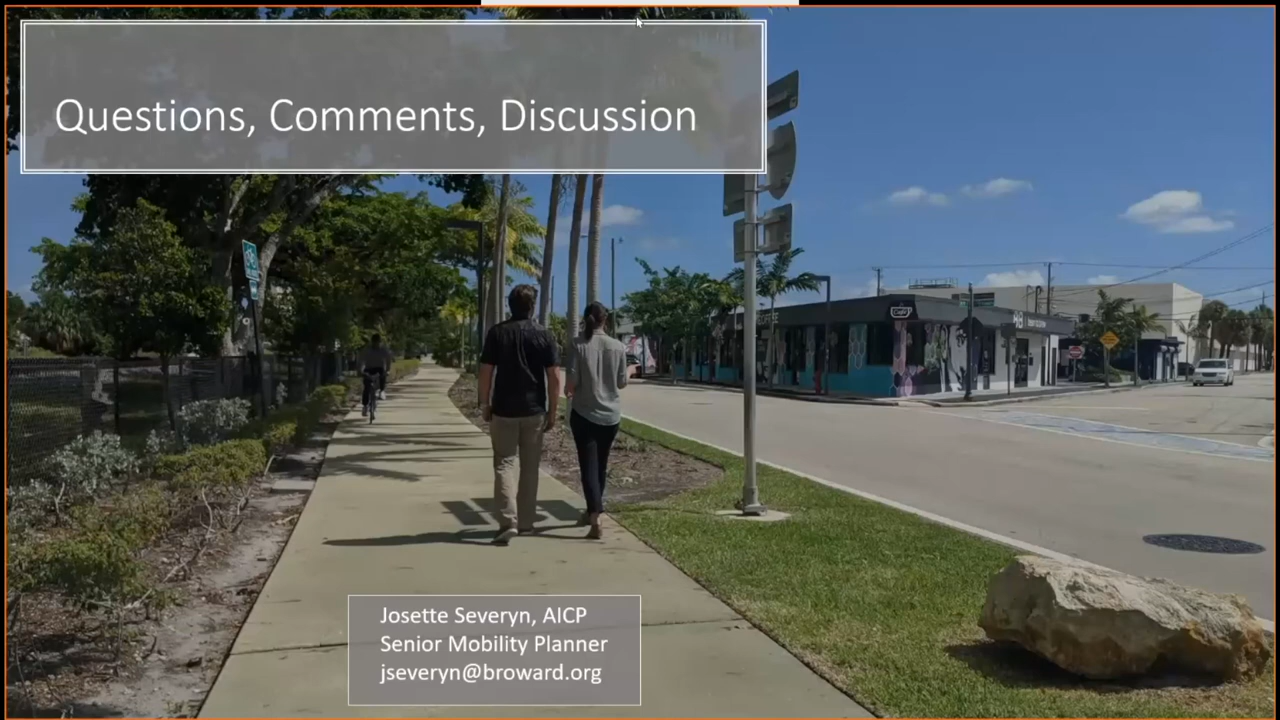 Questions, Comments, Discussion
Josette Severyn, AICP
Senior Mobility Planner
jseveryn@broward.org